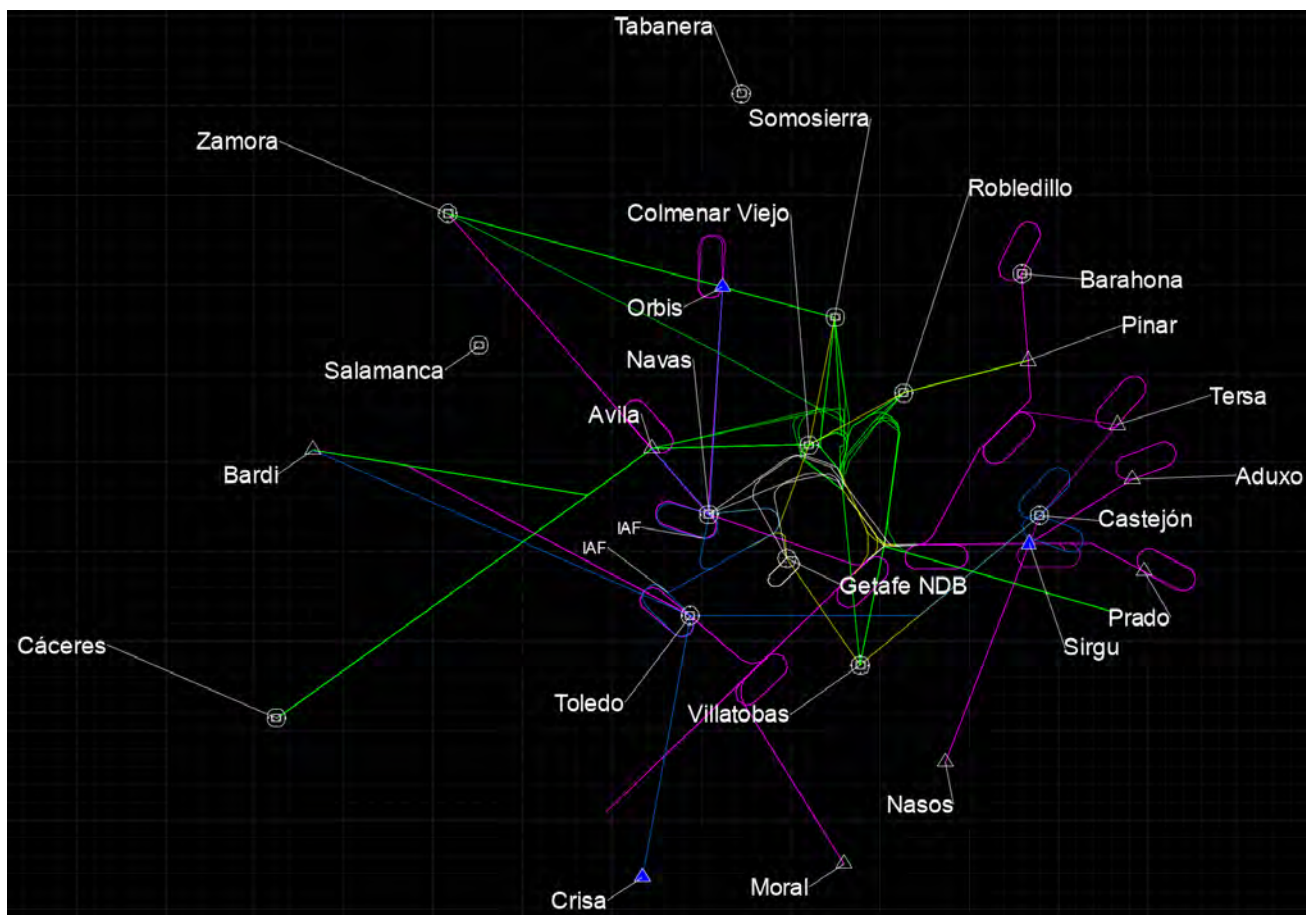 Tabanera
Somosierra
Zamora
Robledillo
Colmenar Viejo
Barahona
Orbis
Pinar
Navas
Salamanca
Tersa
Avila
Bardi
Aduxo
Castejón
IAF
IAF
Getafe NDB
Prado
Cáceres
Sirgu
Toledo
Villatobas
Nasos
Moral
Crisa